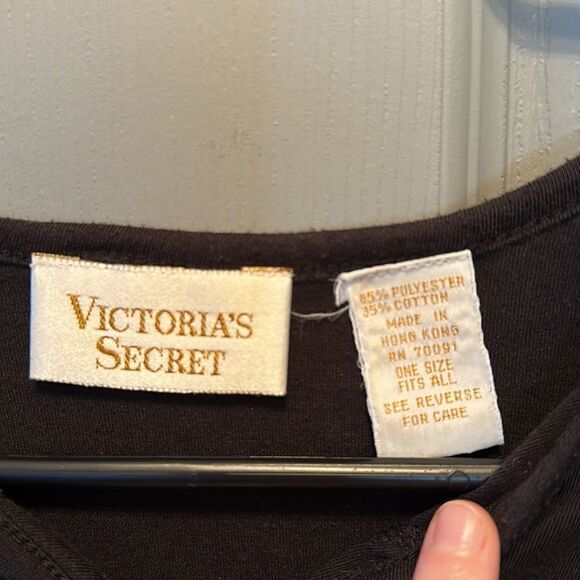 VICTORIA'S
SECRET
65% POLYESTER
35% COTTON
MADE IN
HONG KONG
RN 70091
ONE SIZE
FITS ALL
SEE REVERSE
FOR CARE